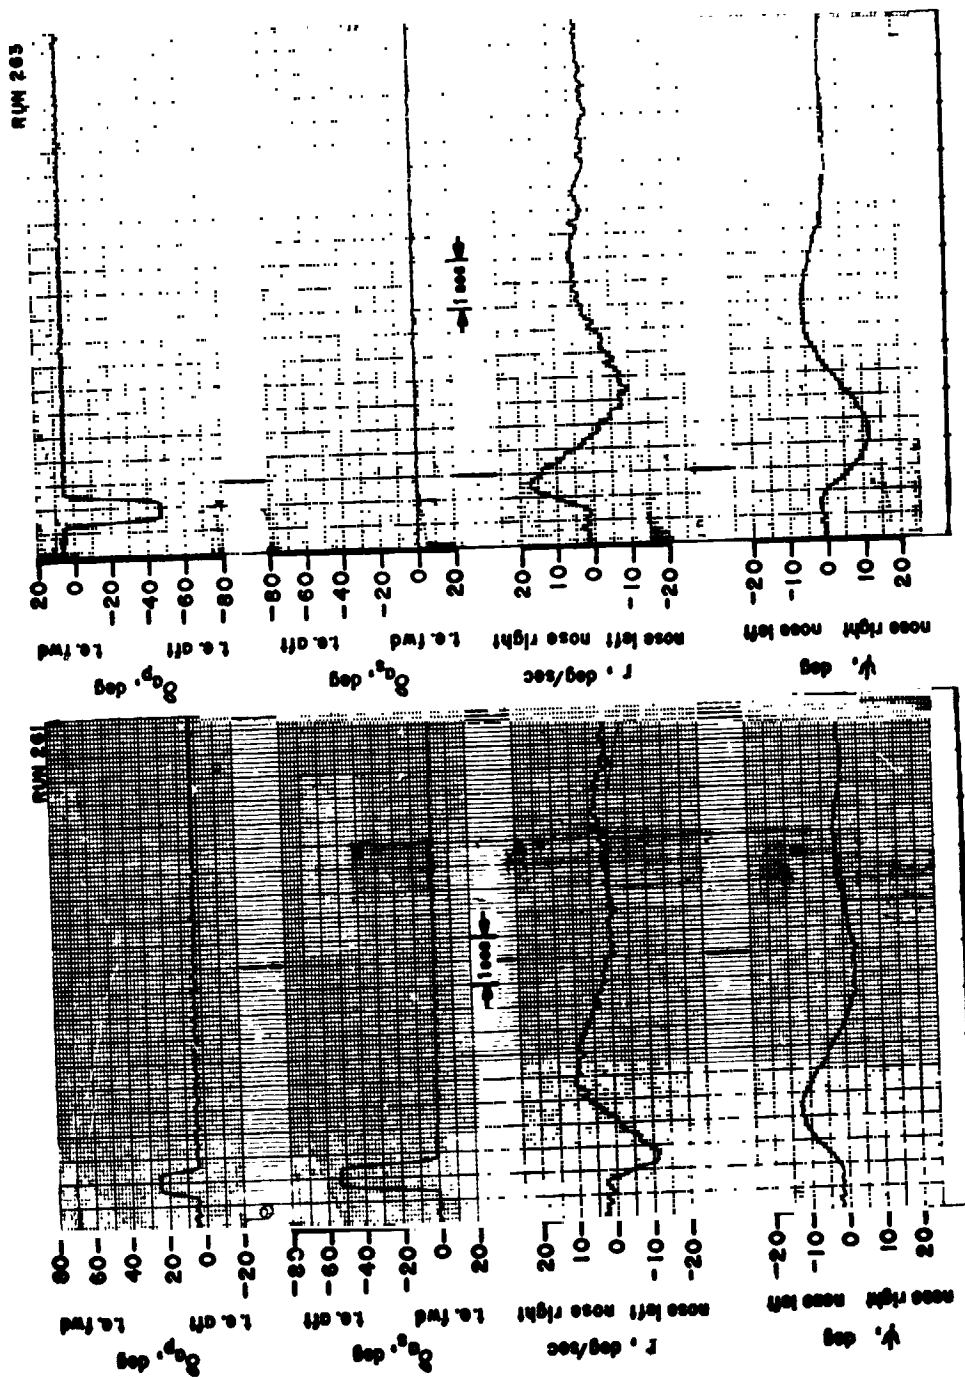 RUN 261
δap, deg
t.e. aft t.e. fwd
80
60
40
20
0
-20
δas, deg
t.e. fwd t.e. aft
-80
-60
-40
-20
0
20
1 sec
r, deg/sec
nose left nose right
20
10
0
-10
-20
ψ, deg
nose right nose left
-20
-10
0
10
20
RUN 263
δap, deg
t.e. aft t.e. fwd
20
0
-20
-40
-60
-80
δas, deg
t.e. fwd t.e. aft
-80
-60
-40
-20
0
20
1 sec
r, deg/sec
nose left nose right
20
10
0
-10
-20
ψ, deg
nose right nose left
-20
-10
0
10
20